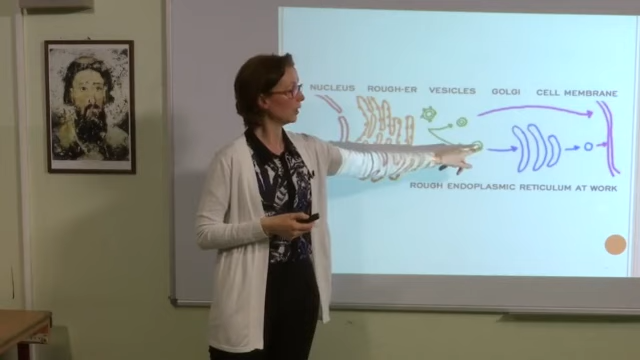 NUCLEUS ROUGH-ER VESICLES GOLGI CELL MEMBRANE
ROUGH ENDOPLASMIC RETICULUM AT WORK